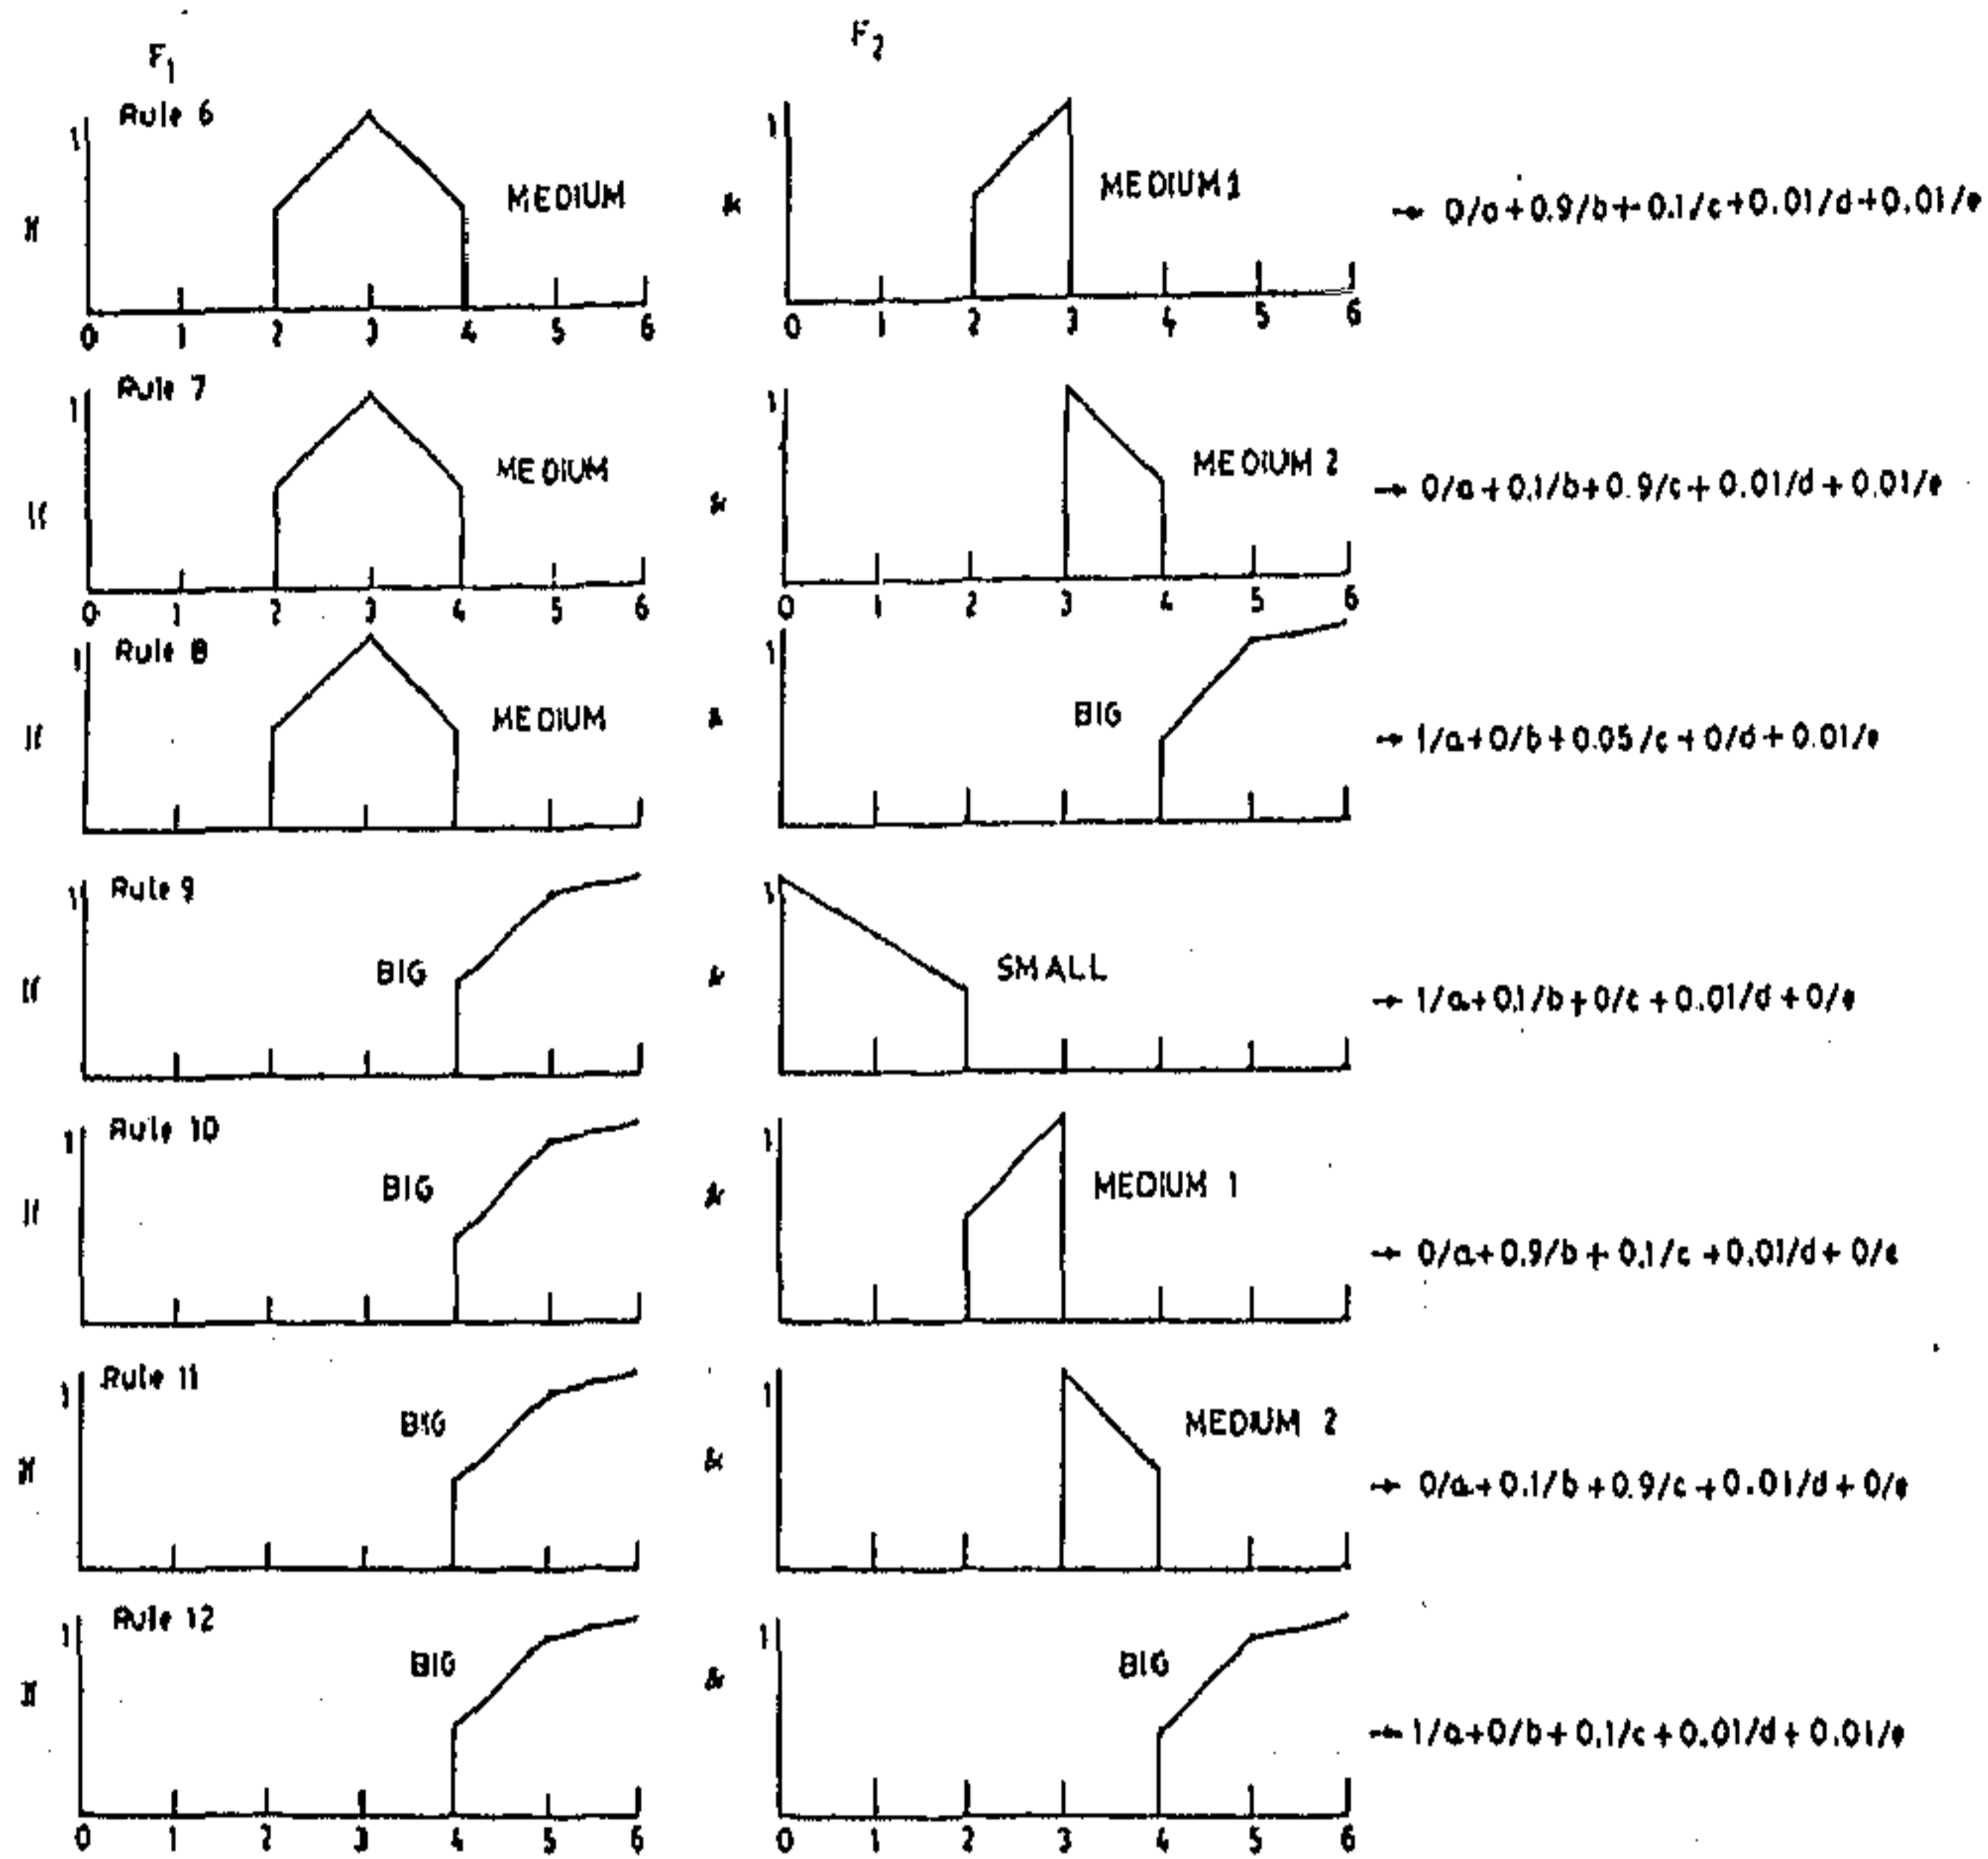 F1 F2
Rule 6
1 1
If MEDIUM & MEDIUM 1 → 0/a+0.9/b+0.1/c+0.01/d+0.01/e
0 1 2 3 4 5 6 0 1 2 3 4 5 6
Rule 7
1 1
If MEDIUM & MEDIUM 2 → 0/a+0.1/b+0.9/c+0.01/d+0.01/e
0 1 2 3 4 5 6 0 1 2 3 4 5 6
Rule 8
1 1
If MEDIUM & BIG → 1/a+0/b+0.05/c+0/d+0.01/e
Rule 9
1 1
If BIG & SMALL → 1/a+0.1/b+0/c+0.01/d+0/e
Rule 10
1 1
If BIG & MEDIUM 1 → 0/a+0.9/b+0.1/c+0.01/d+0/e
Rule 11
1 1
If BIG & MEDIUM 2 → 0/a+0.1/b+0.9/c+0.01/d+0/e
Rule 12
1 1
If BIG & BIG → 1/a+0/b+0.1/c+0.01/d+0.01/e
0 1 2 3 4 5 6 0 1 2 3 4 5 6